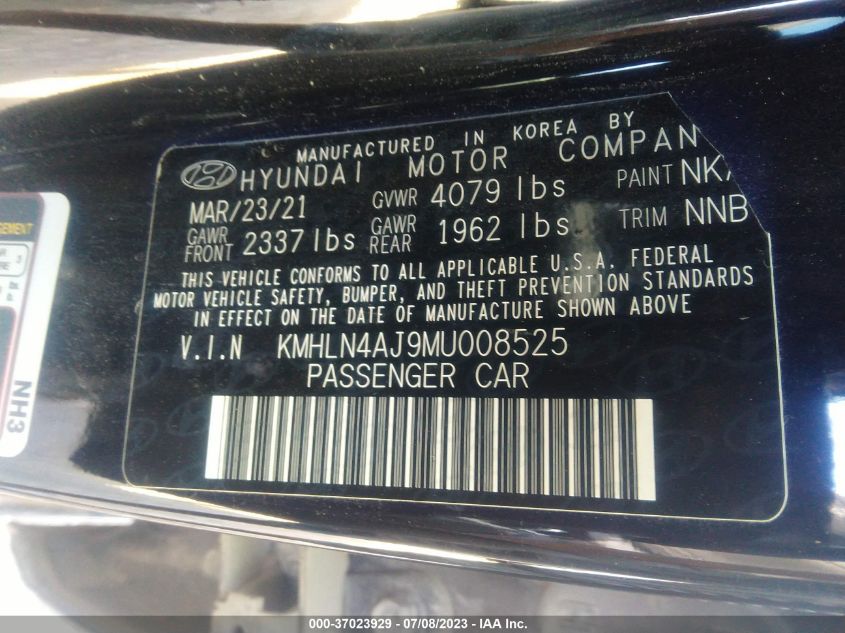 MANUFACTURED IN KOREA BY
HYUNDAI MOTOR COMPAN
MAR/23/21 GVWR 4079 lbs PAINT NK
GAWR FRONT 2337 lbs GAWR REAR 1962 lbs TRIM NNB
THIS VEHICLE CONFORMS TO ALL APPLICABLE U.S.A. FEDERAL
MOTOR VEHICLE SAFETY, BUMPER, AND THEFT PREVENTION STANDARDS
IN EFFECT ON THE DATE OF MANUFACTURE SHOWN ABOVE
V.I.N KMHLN4AJ9MU008525
PASSENGER CAR
NH3
000-37023929 - 07/08/2023 - IAA Inc.